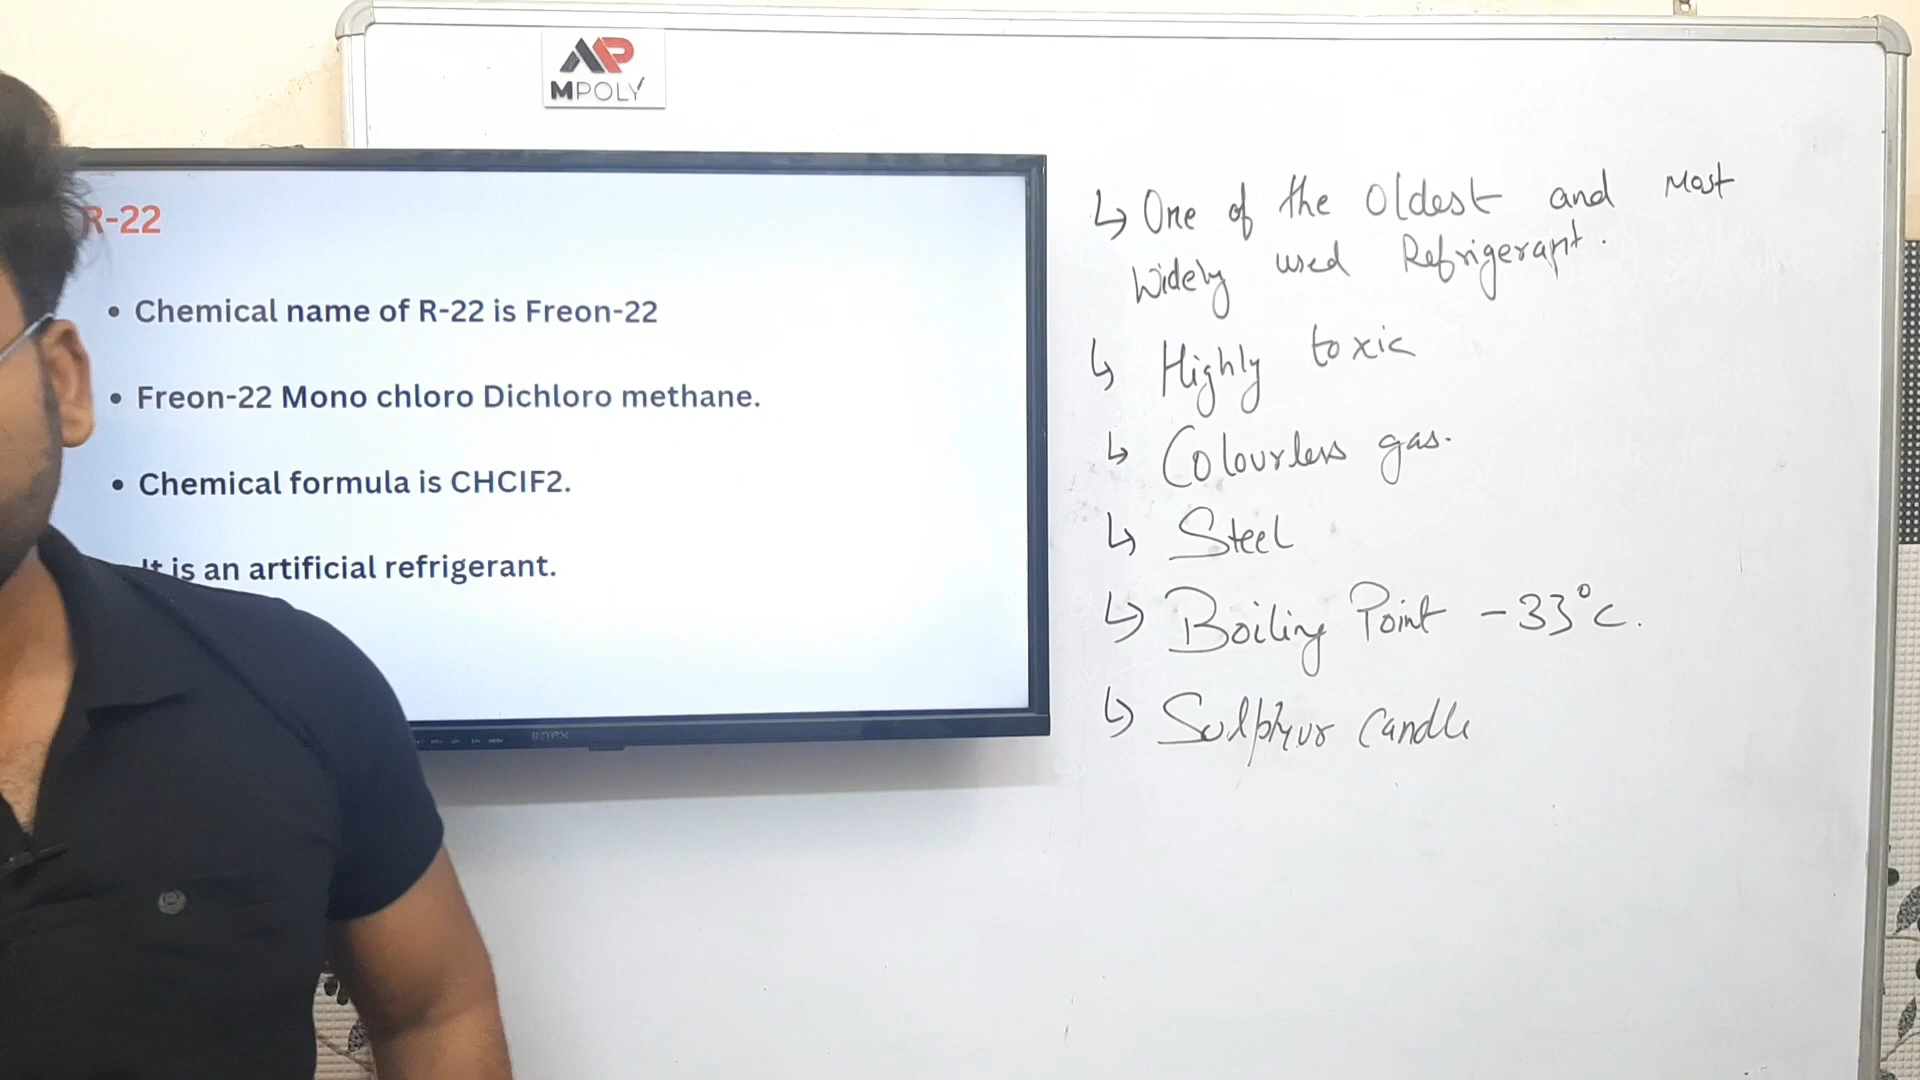 MPOLY
R-22
• Chemical name of R-22 is Freon-22
• Freon-22 Mono chloro Dichloro methane.
• Chemical formula is CHCIF2.
It is an artificial refrigerant.
↳ One of the Oldest and Most
Widely used Refrigerant.
↳ Highly toxic
↳ Colourless gas.
↳ Steel
↳ Boiling Point -33°c.
↳ Sulphur Candle